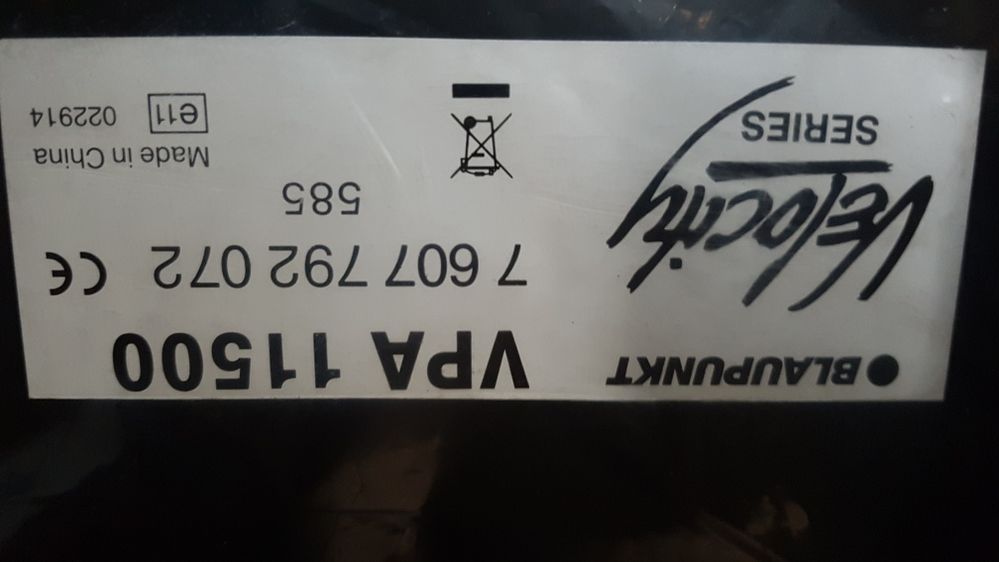 BLAUPUNKT
VELocity
SERIES
VPA 11500
7 607 792 072 CE
585
Made in China
e11 022914